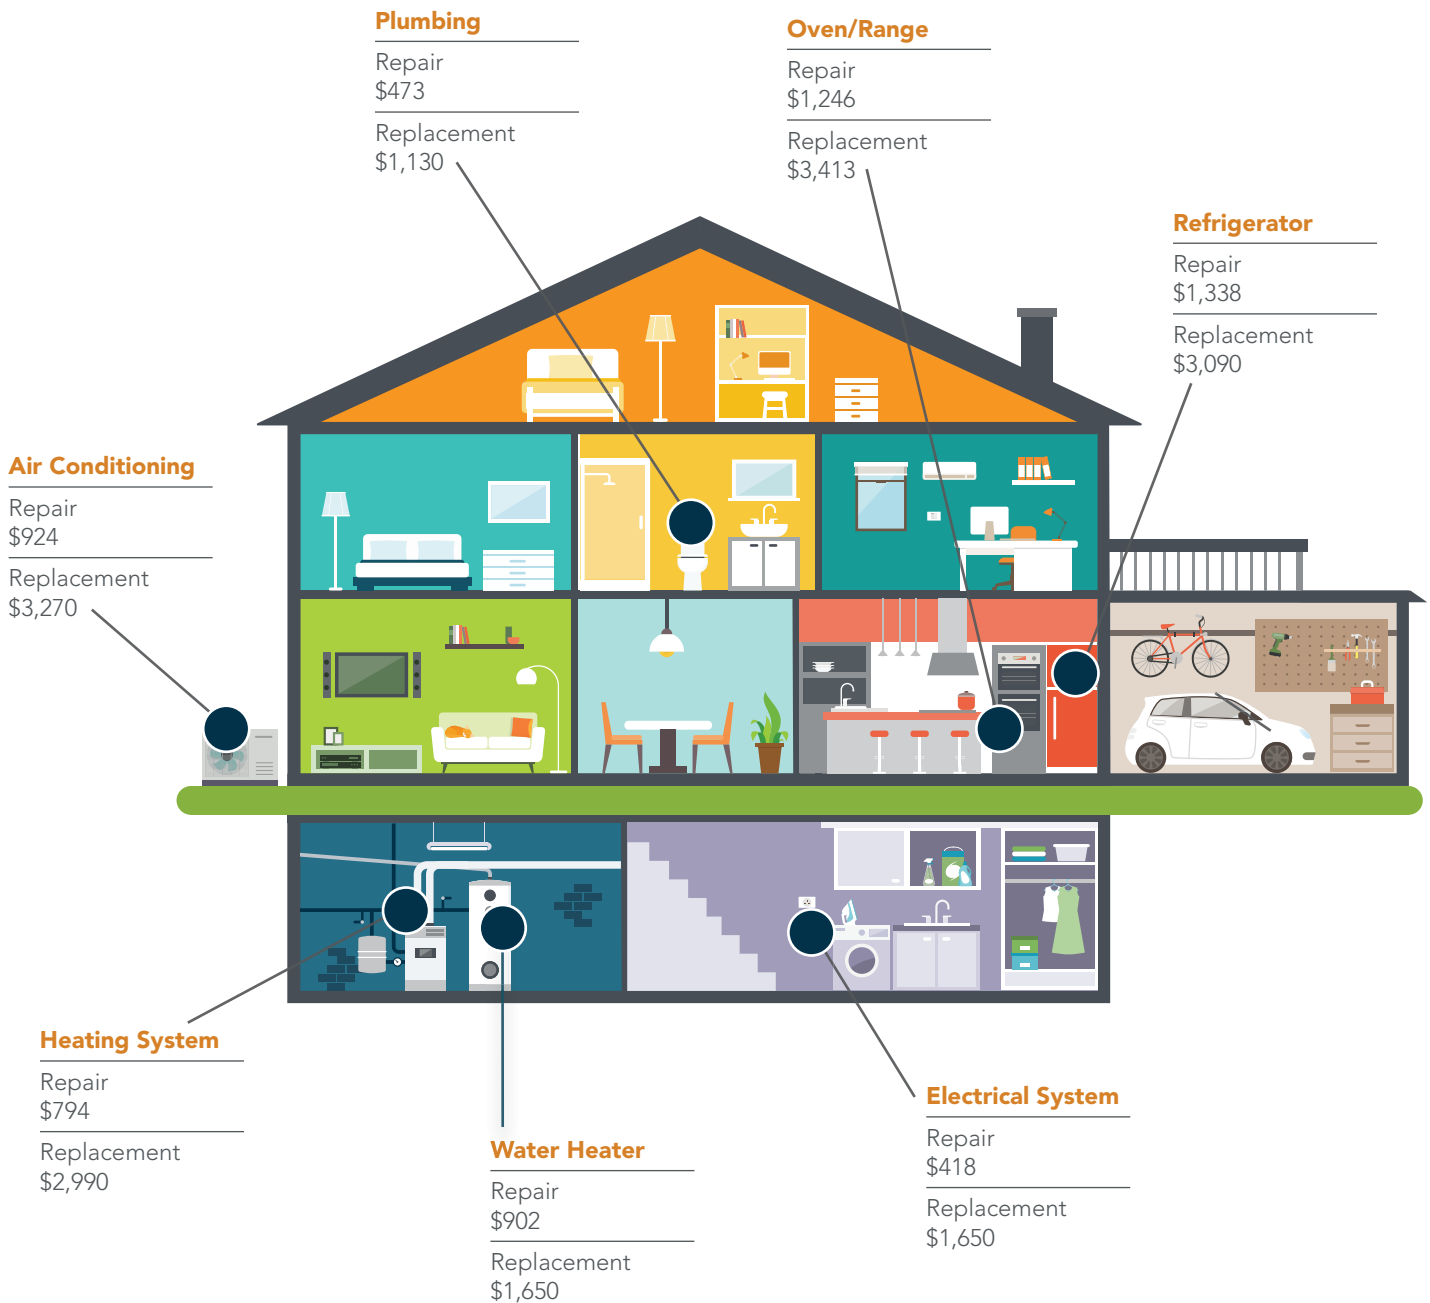 Plumbing
Repair
$473
Replacement
$1,130
Oven/Range
Repair
$1,246
Replacement
$3,413
Refrigerator
Repair
$1,338
Replacement
$3,090
Air Conditioning
Repair
$924
Replacement
$3,270
Heating System
Repair
$794
Replacement
$2,990
Water Heater
Repair
$902
Replacement
$1,650
Electrical System
Repair
$418
Replacement
$1,650